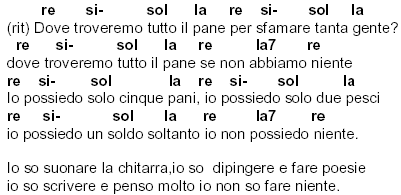 re si- sol la re si- sol la
(rit) Dove troveremo tutto il pane per sfamare tanta gente?
re si- sol la re la7 re
dove troveremo tutto il pane se non abbiamo niente
re si- sol la re si- sol la
Io possiedo solo cinque pani, io possiedo solo due pesci
re si- sol la re la7 re
io possiedo un soldo soltanto io non possiedo niente.
Io so suonare la chitarra,io so dipingere e fare poesie
io so scrivere e penso molto io non so fare niente.